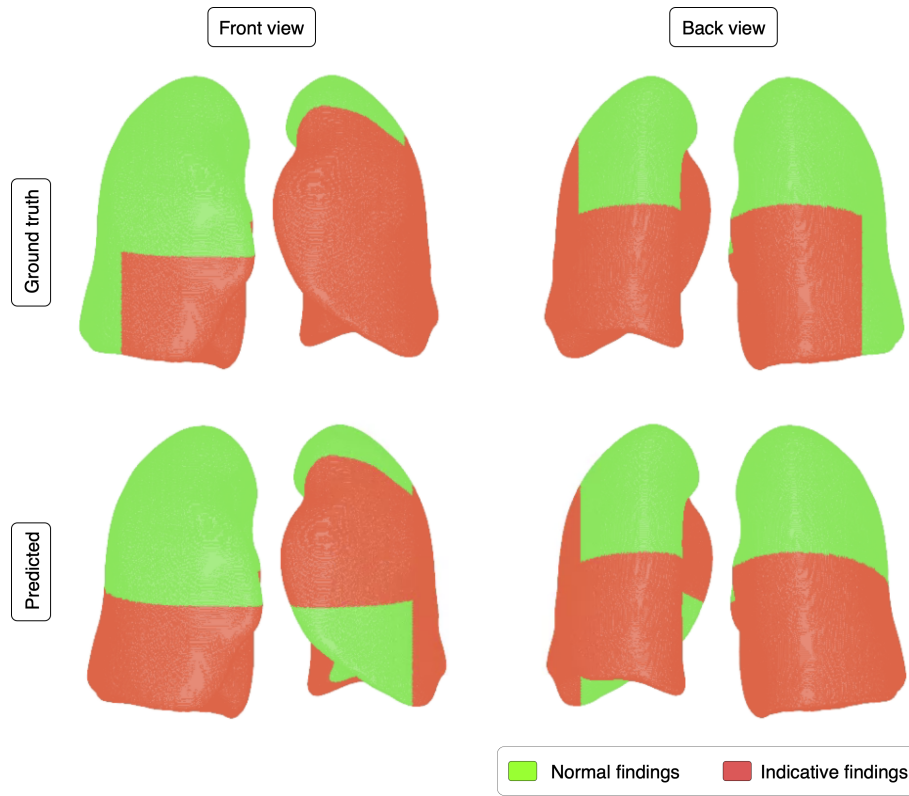 Front view
Back view
Ground truth
Predicted
Normal findings
Indicative findings